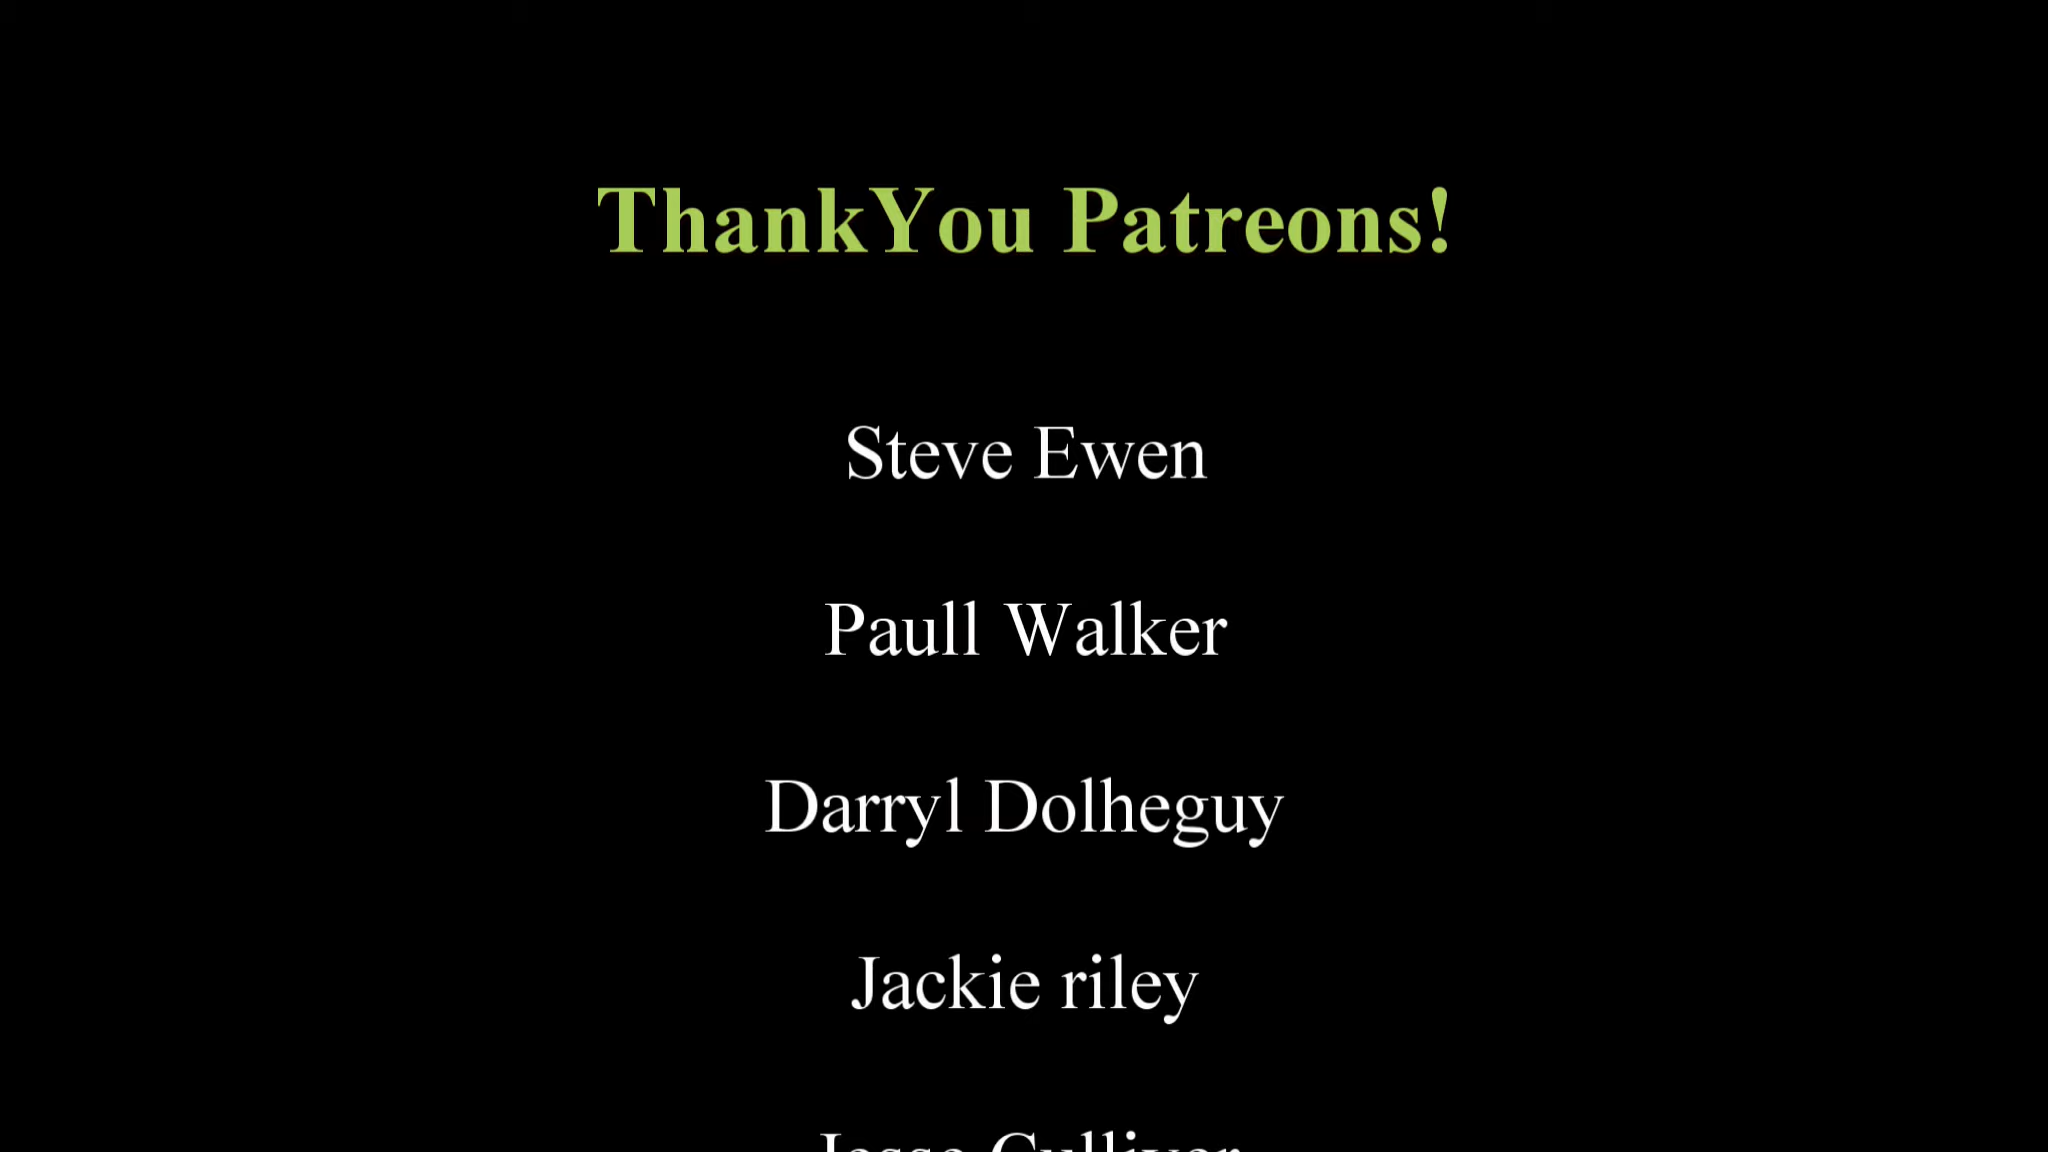 ThankYou Patreons!
Steve Ewen
Paull Walker
Darryl Dolheguy
Jackie riley